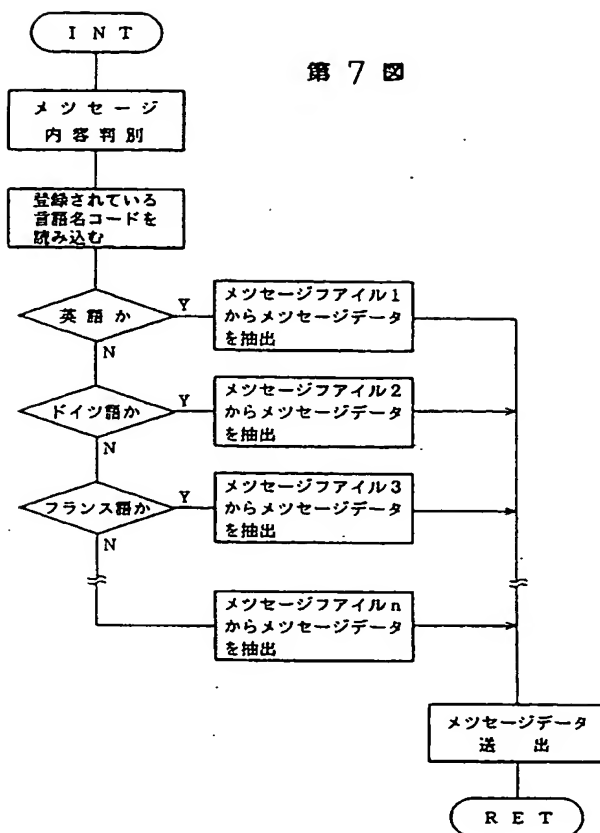 INT
第7図
メツセージ
内容判別
登録されている
言語名コードを
読み込む
英語か
Y
メツセージファイル1
からメツセージデータ
を抽出
N
ドイツ語か
Y
メツセージファイル2
からメツセージデータ
を抽出
N
フランス語か
Y
メツセージファイル3
からメツセージデータ
を抽出
N
メツセージファイルn
からメツセージデータ
を抽出
メツセージデータ
送出
RET